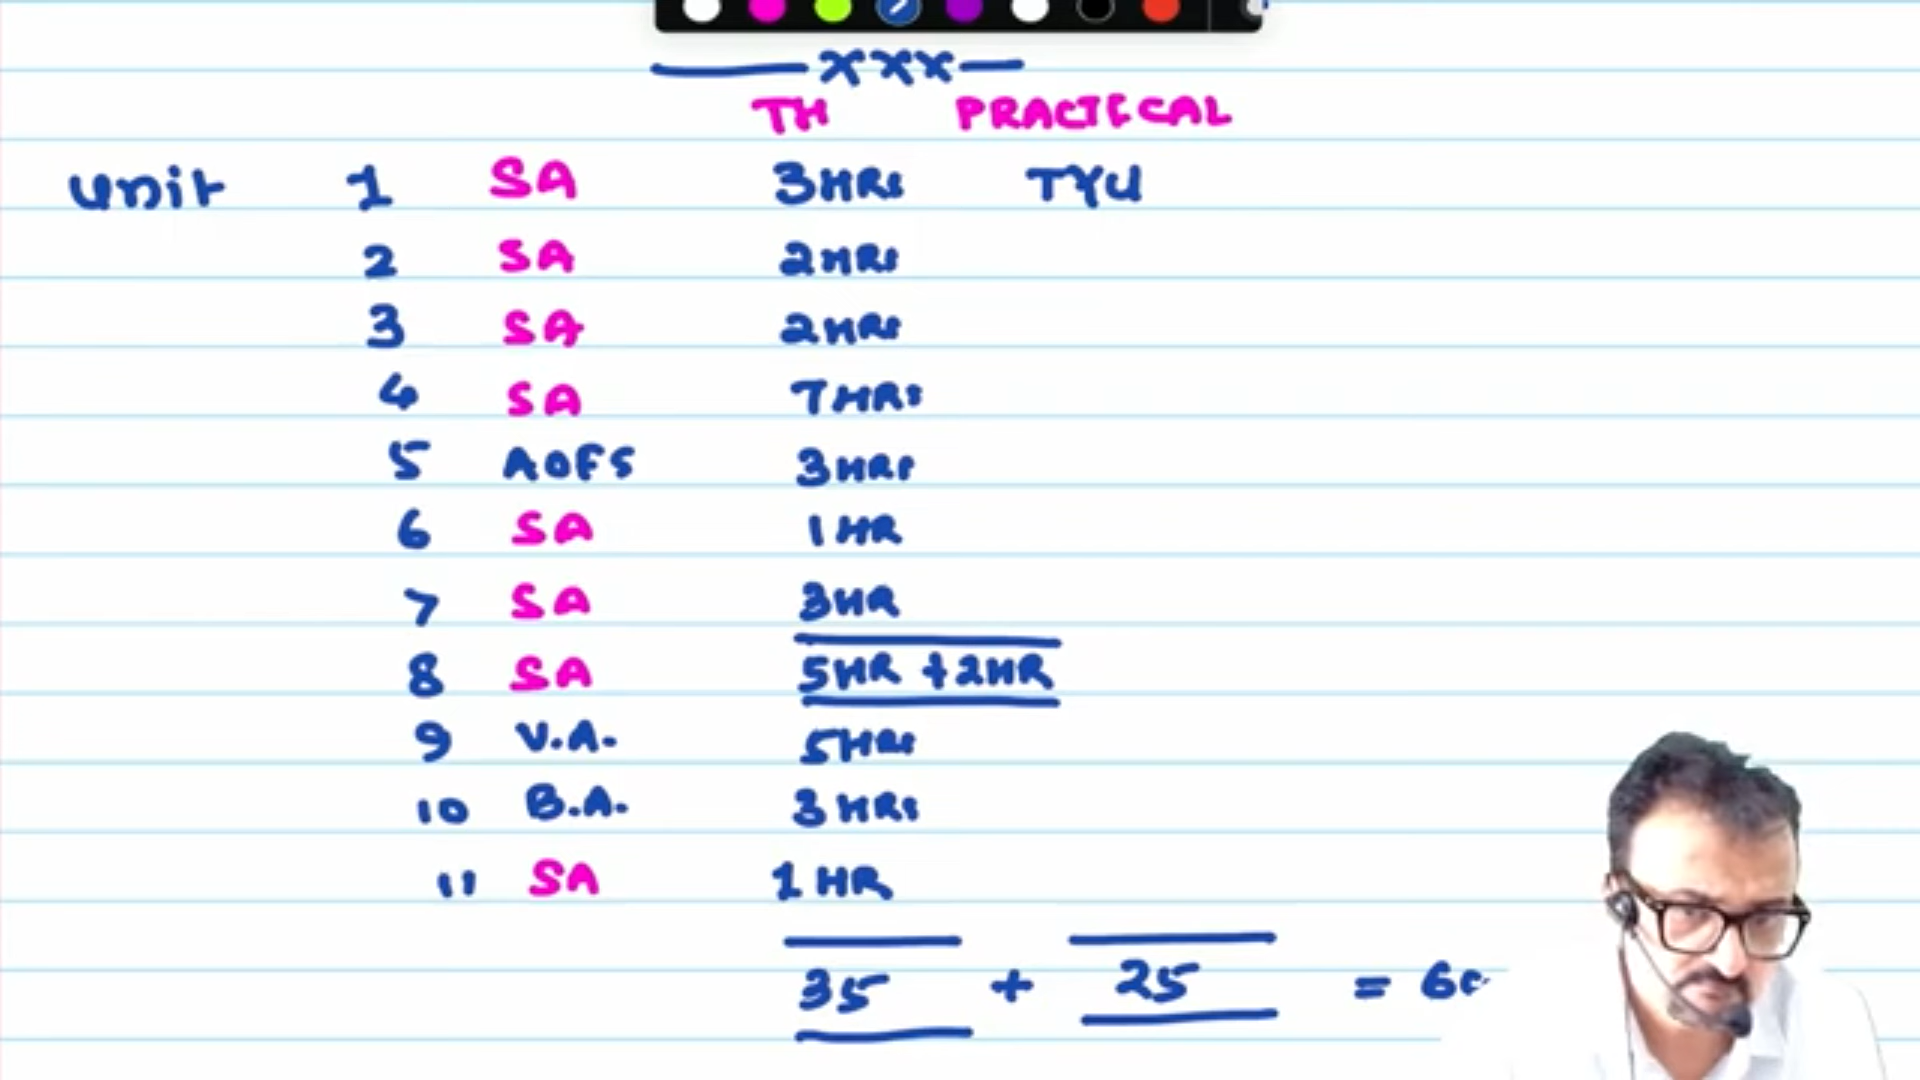 xxx
TH PRACTICAL
Unit 1 SA 3HRs TYU
2 SA 2HRs
3 SA 2HRs
4 SA 7HRs
5 AOFS 3HRs
6 SA 1HR
7 SA 3HR
8 SA 5HR +2HR
9 V.A. 5HRs
10 B.A. 3HRs
11 SA 1HR
35 + 25 = 60